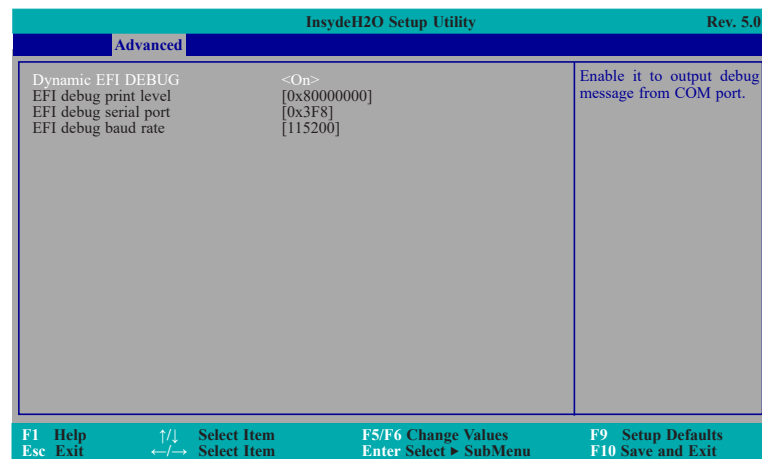 InsydeH2O Setup Utility Rev. 5.0
Advanced
Dynamic EFI DEBUG <On>
EFI debug print level [0x80000000]
EFI debug serial port [0x3F8]
EFI debug baud rate [115200]
Enable it to output debug
message from COM port.
F1 Help ↑/↓ Select Item F5/F6 Change Values F9 Setup Defaults
Esc Exit ←/→ Select Item Enter Select ▶ SubMenu F10 Save and Exit